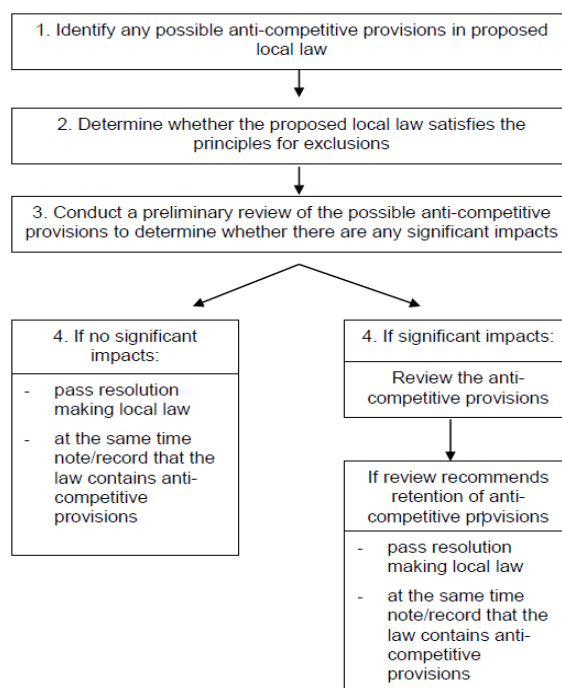 1. Identify any possible anti-competitive provisions in proposed
local law
2. Determine whether the proposed local law satisfies the
principles for exclusions
3. Conduct a preliminary review of the possible anti-competitive
provisions to determine whether there are any significant impacts
4. If no significant
impacts:
- pass resolution
making local law
- at the same time
note/record that the
law contains anti-
competitive
provisions
4. If significant impacts:
Review the anti-
competitive provisions
If review recommends
retention of anti-
competitive provisions
- pass resolution
making local law
- at the same time
note/record that the
law contains anti-
competitive
provisions